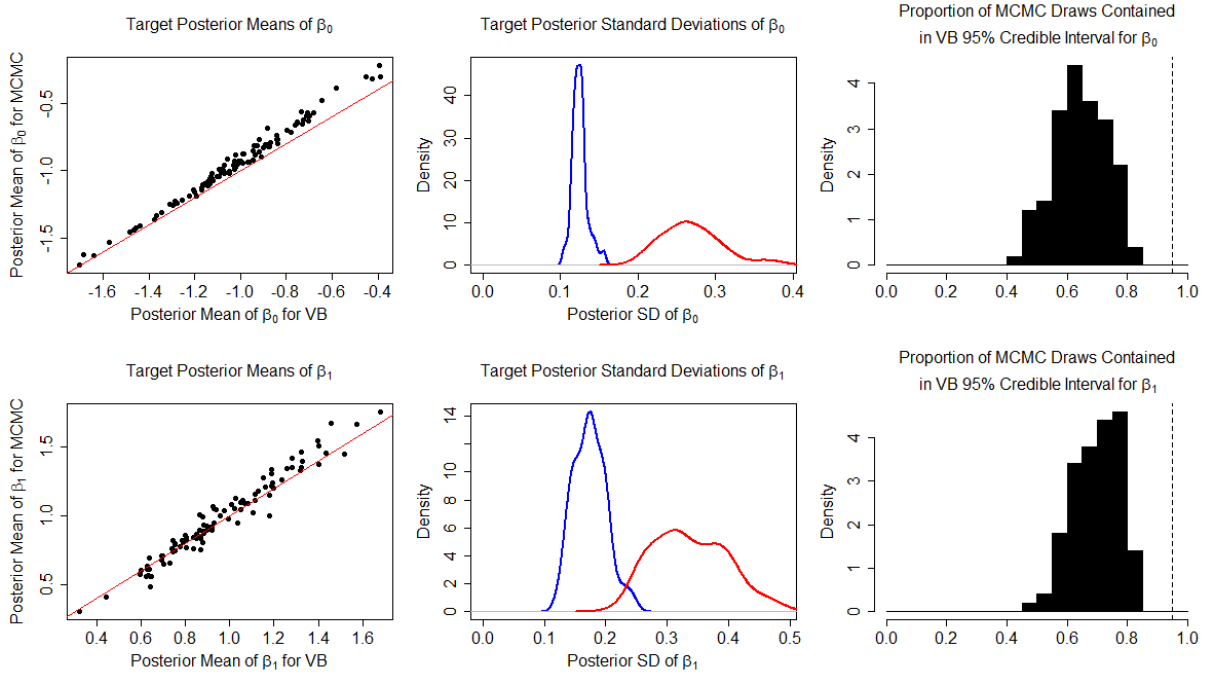 Target Posterior Means of β₀
Posterior Mean of β₀ for MCMC
-0.5
-1.0
-1.5
-1.6 -1.4 -1.2 -1.0 -0.8 -0.6 -0.4
Posterior Mean of β₀ for VB
Target Posterior Standard Deviations of β₀
Density
40
30
20
10
0
0.0 0.1 0.2 0.3 0.4
Posterior SD of β₀
Proportion of MCMC Draws Contained
in VB 95% Credible Interval for β₀
Density
4
3
2
1
0
0.0 0.2 0.4 0.6 0.8 1.0
Target Posterior Means of β₁
Posterior Mean of β₁ for MCMC
1.5
1.0
0.5
0.4 0.6 0.8 1.0 1.2 1.4 1.6
Posterior Mean of β₁ for VB
Target Posterior Standard Deviations of β₁
Density
14
12
10
8
6
4
2
0
0.0 0.1 0.2 0.3 0.4 0.5
Posterior SD of β₁
Proportion of MCMC Draws Contained
in VB 95% Credible Interval for β₁
Density
4
3
2
1
0
0.0 0.2 0.4 0.6 0.8 1.0